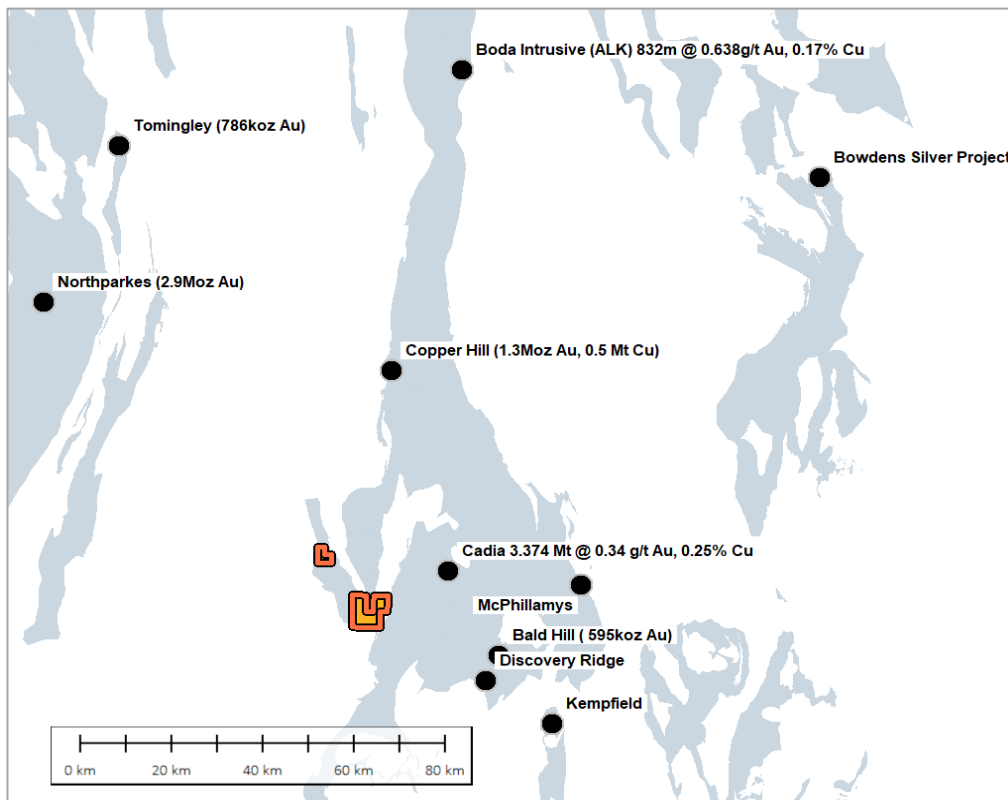 Boda Intrusive (ALK) 832m @ 0.638g/t Au, 0.17% Cu
Tomingley (786koz Au)
Bowdens Silver Project
Northparkes (2.9Moz Au)
Copper Hill (1.3Moz Au, 0.5 Mt Cu)
Cadia 3.374 Mt @ 0.34 g/t Au, 0.25% Cu
McPhillamys
Bald Hill ( 595koz Au)
Discovery Ridge
Kempfield
0 km 20 km 40 km 60 km 80 km